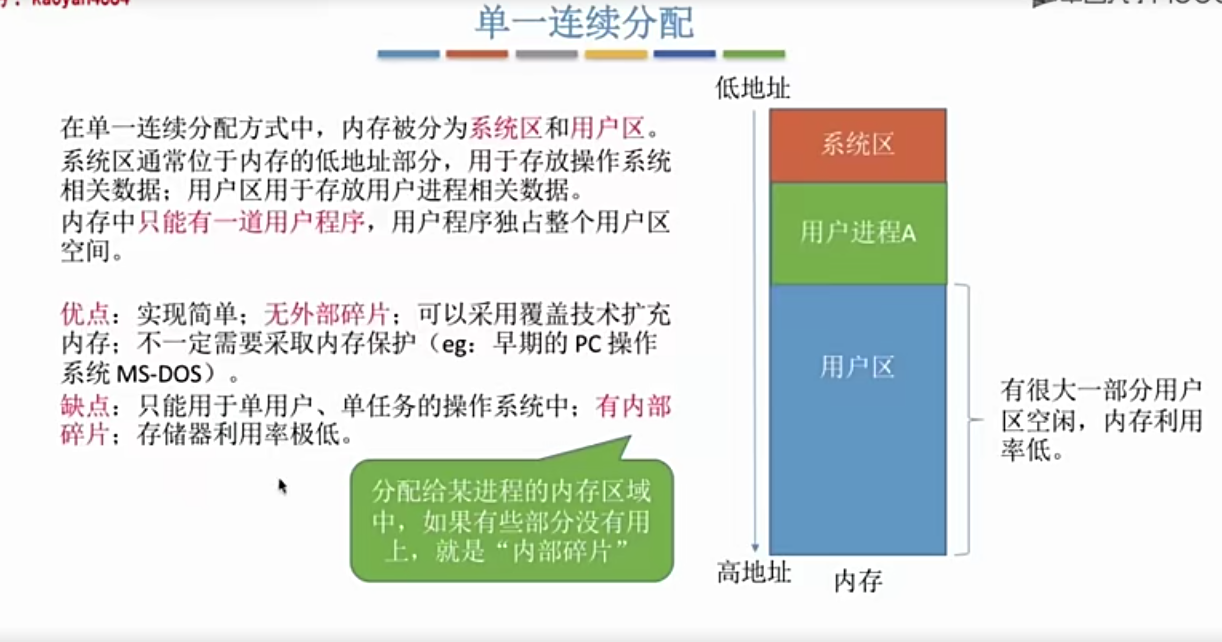 单一连续分配
低地址
在单一连续分配方式中，内存被分为系统区和用户区。
系统区通常位于内存的低地址部分，用于存放操作系统
相关数据；用户区用于存放用户进程相关数据。
内存中只能有一道用户程序，用户程序独占整个用户区
空间。
优点：实现简单；无外部碎片；可以采用覆盖技术扩充
内存；不一定需要采取内存保护（eg：早期的 PC 操作
系统 MS-DOS）。
缺点：只能用于单用户、单任务的操作系统中；有内部
碎片；存储器利用率极低。
分配给某进程的内存区域
中，如果有些部分没有用
上，就是“内部碎片”
系统区
用户进程A
用户区
有很大一部分用户
区空闲，内存利用
率低。
高地址
内存